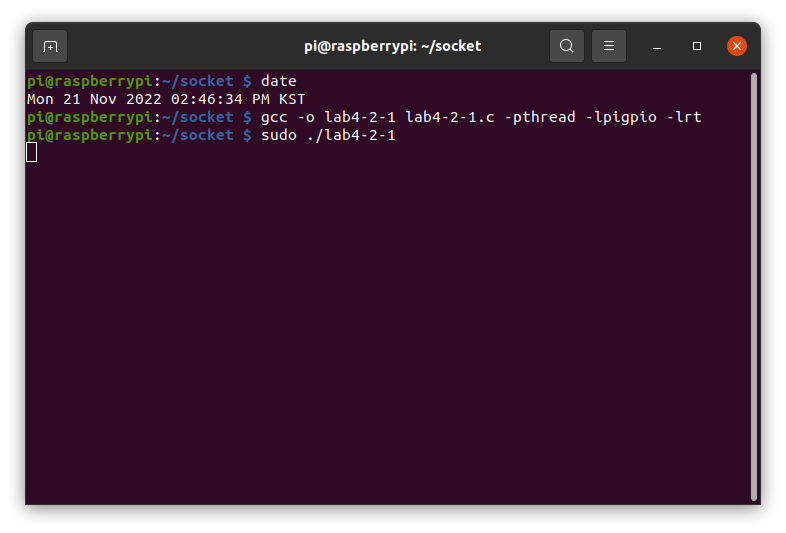 pi@raspberrypi: ~/socket
pi@raspberrypi:~/socket $ date
Mon 21 Nov 2022 02:46:34 PM KST
pi@raspberrypi:~/socket $ gcc -o lab4-2-1 lab4-2-1.c -pthread -lpigpio -lrt
pi@raspberrypi:~/socket $ sudo ./lab4-2-1